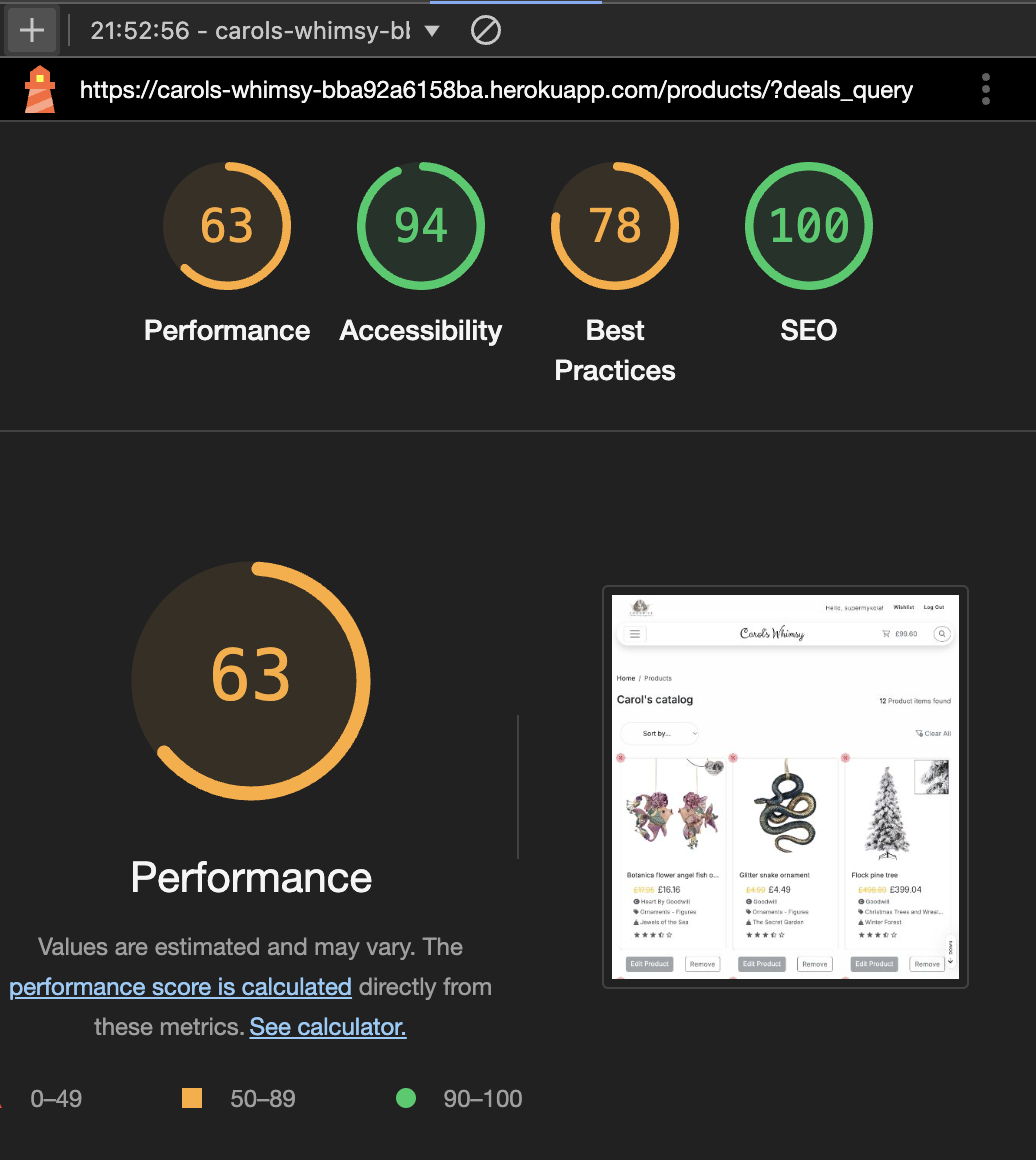 21:52:56 - carols-whimsy-bl
https://carols-whimsy-bba92a6158ba.herokuapp.com/products/?deals_query
63
94
78
100
Performance
Accessibility
Best
Practices
SEO
63
Performance
Values are estimated and may vary. The
performance score is calculated directly from
these metrics. See calculator.
0–49
50–89
90–100
Hello, supermykola!
Wishlist
Log Out
Carol's Whimsy
£99.60
Home / Products
Carol's catalog
12 Product items found
Sort by...
Clear All
Botanica flower angel fish o...
£17.95 £16.16
Heart By Goodwill
Ornaments - Figures
Jewels of the Sea
Edit Product
Remove
Glitter snake ornament
£4.99 £4.49
Goodwill
Ornaments - Figures
The Secret Garden
Edit Product
Remove
Flock pine tree
£399.04
Goodwill
Christmas Trees and Wreat...
Winter Forest
Edit Product
Remove